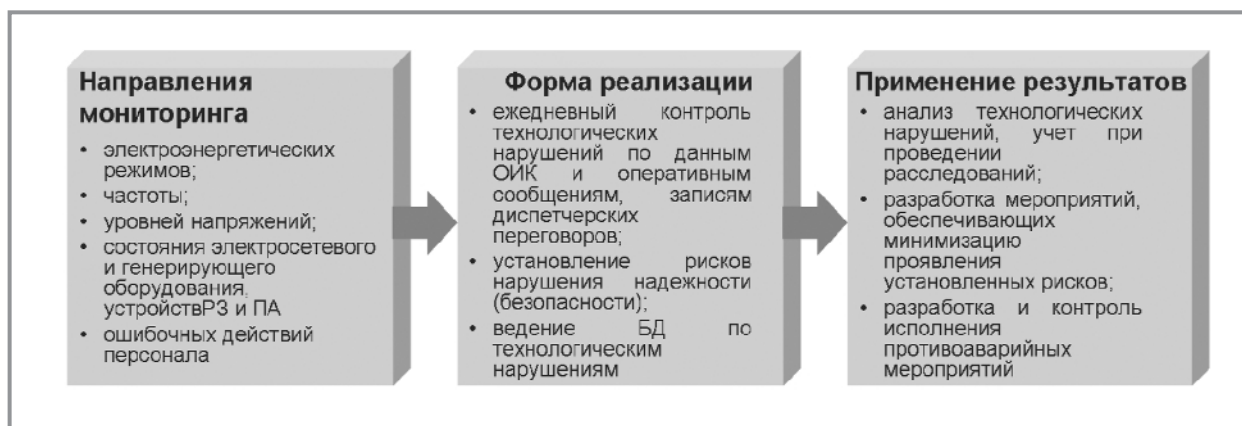 Направления
мониторинга
• электроэнергетических
режимов;
• частоты;
• уровней напряжений;
• состояния электросетевого
и генерирующего
оборудования,
устройствРЗ и ПА
• ошибочных действий
персонала
Форма реализации
• ежедневный контроль
технологических
нарушений по данным
ОИК и оперативным
сообщениям, записям
диспетчерских
переговоров;
• установление рисков
нарушения надежности
(безопасности);
• ведение БД по
технологическим
нарушениям
Применение результатов
• анализ технологических
нарушений, учет при
проведении
расследований;
• разработка мероприятий,
обеспечивающих
минимизацию
проявления
установленных рисков;
• разработка и контроль
исполнения
противоаварийных
мероприятий